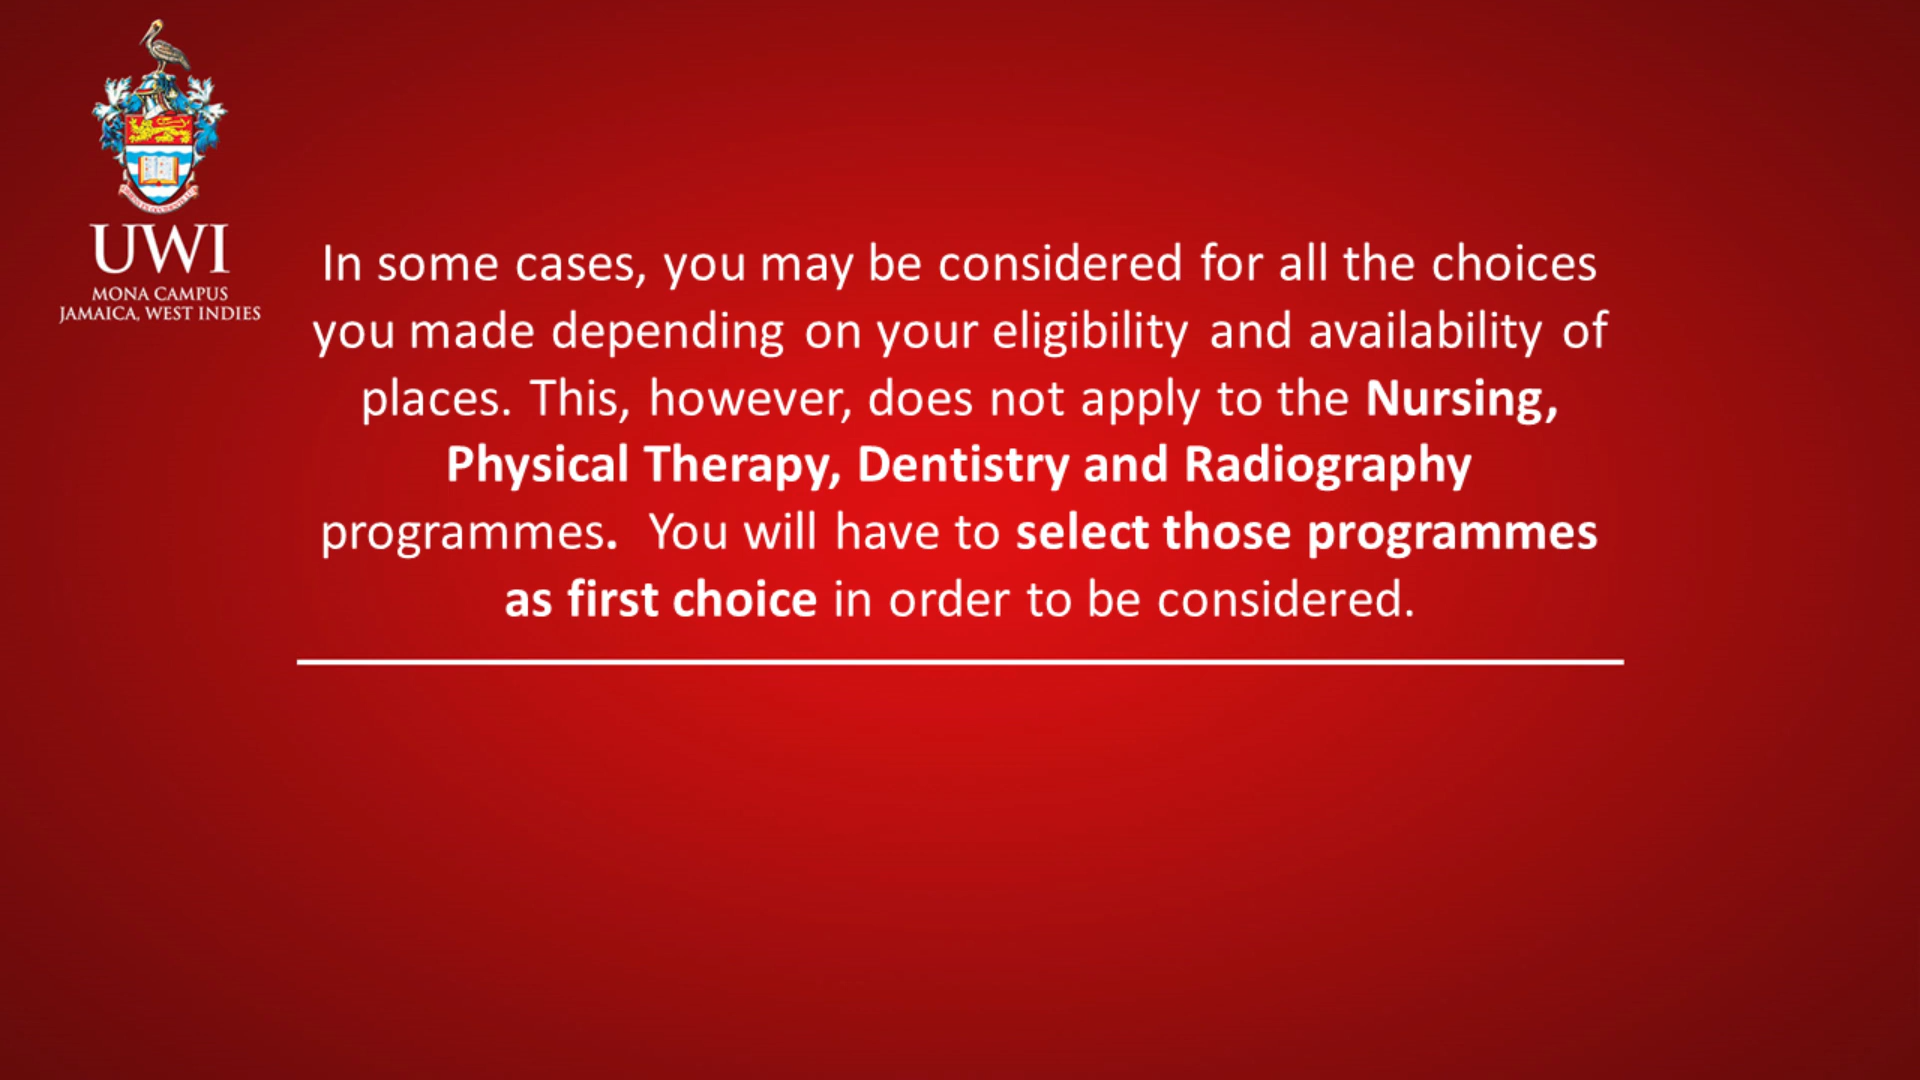 UWI
MONA CAMPUS
JAMAICA, WEST INDIES
In some cases, you may be considered for all the choices
you made depending on your eligibility and availability of
places. This, however, does not apply to the Nursing,
Physical Therapy, Dentistry and Radiography
programmes. You will have to select those programmes
as first choice in order to be considered.